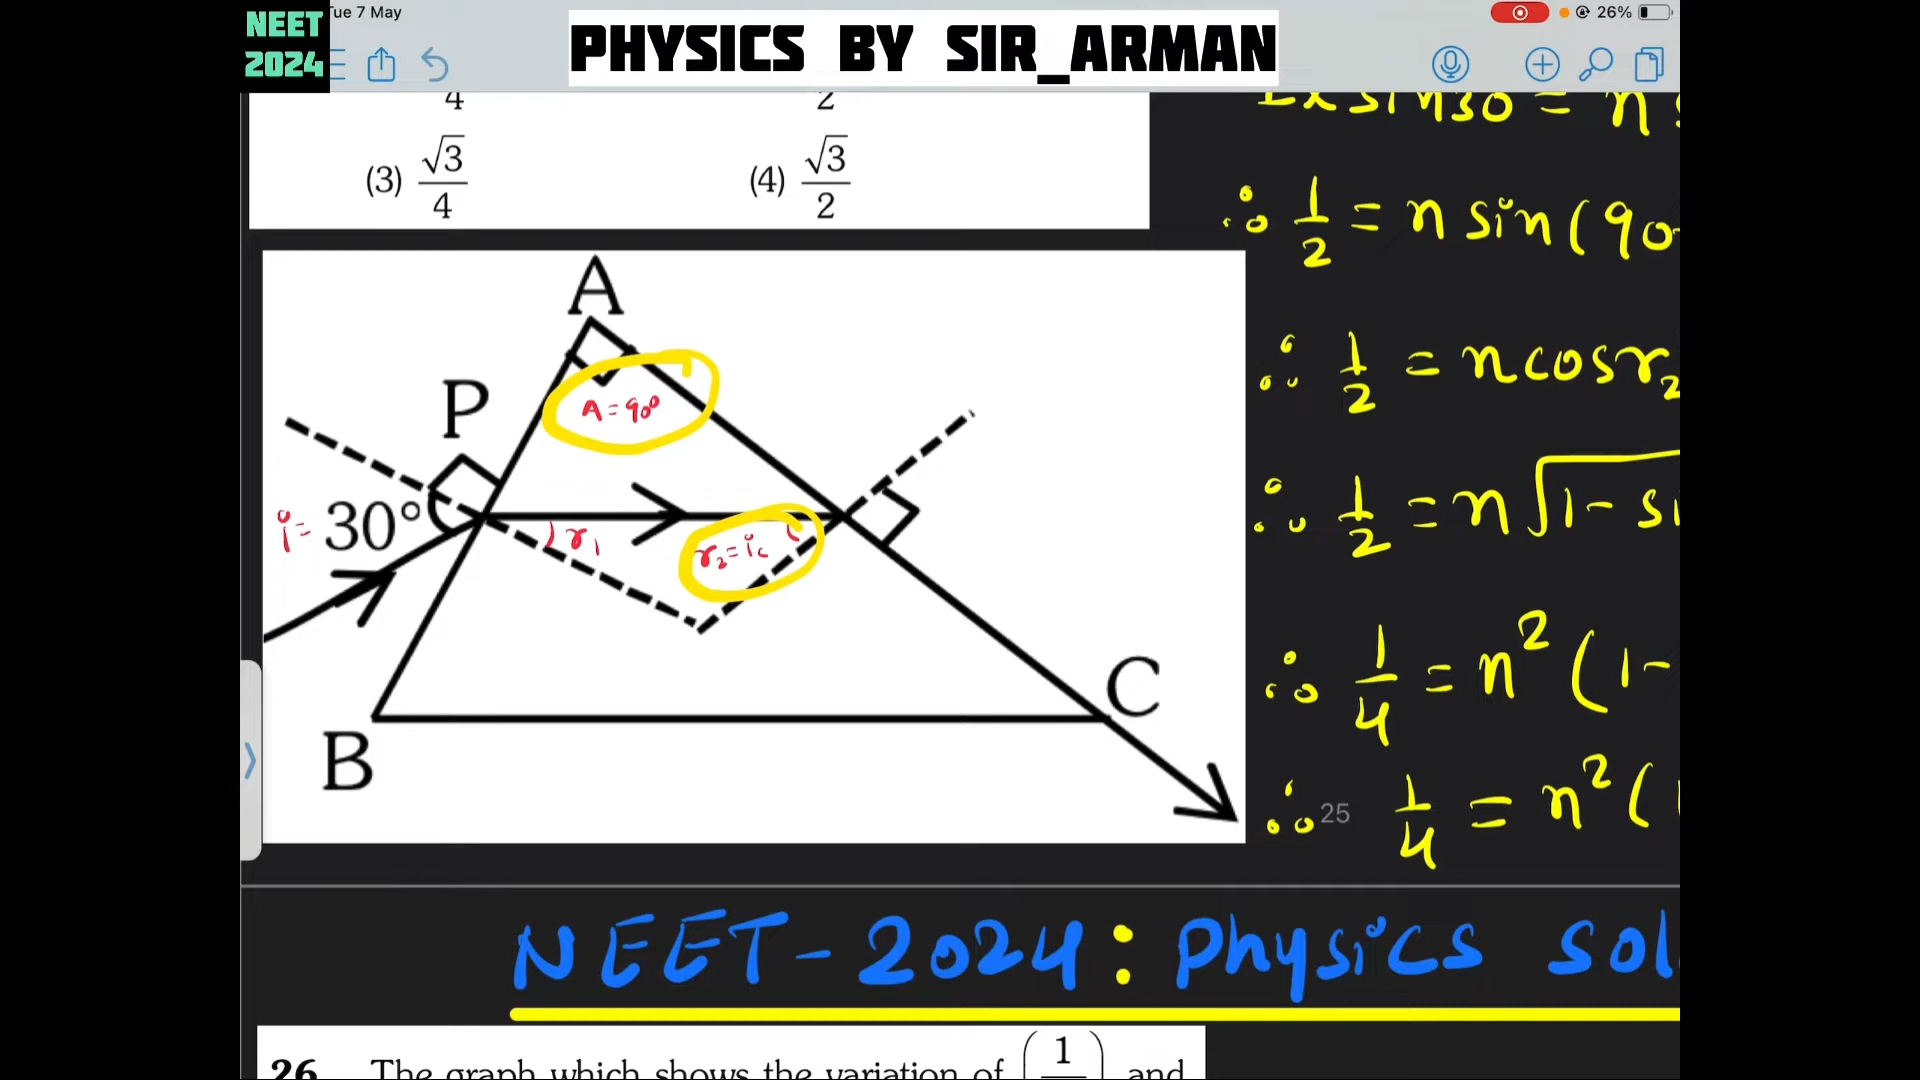 NEET
2024
Tue 7 May
PHYSICS BY SIR_ARMAN
26%
4
2
(3) √3/4
(4) √3/2
A
A=90°
P
i= 30°
r₁
r₂=i꜀
B
C
sin30 = n
∴ 1/2 = n sin(90
∴ 1/2 = n cos r₂
∴ 1/2 = n√1-
∴ 1/4 = n² (1-
∴ 1/4 = n² (
25
NEET-2024: Physics
26 The graph which shows the variation of (1 and